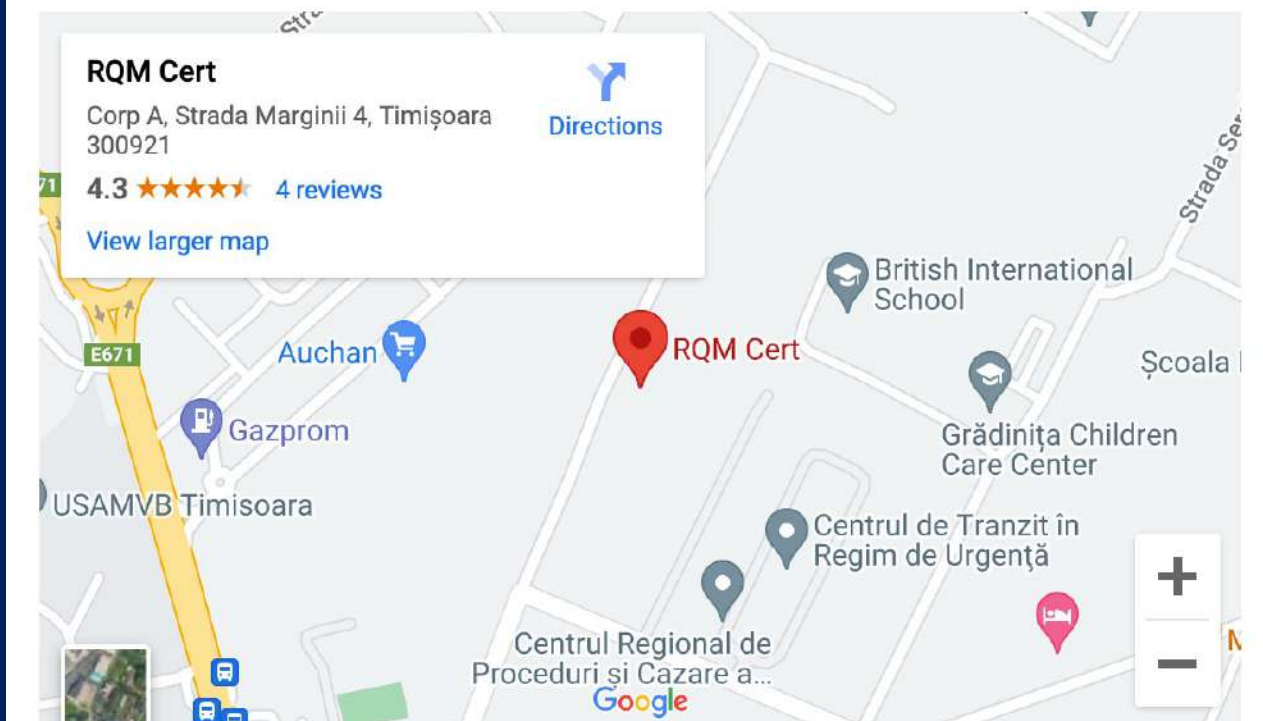 RQM Cert
Corp A, Strada Marginii 4, Timișoara
300921
4.3
4 reviews
View larger map
Directions
Strada
British International
School
E671
Auchan
RQM Cert
Școala
Gazprom
Grădinița Children
Care Center
USAMVB Timisoara
Centrul de Tranzit în
Regim de Urgență
Centrul Regional de
Proceduri și Cazare a...
Google